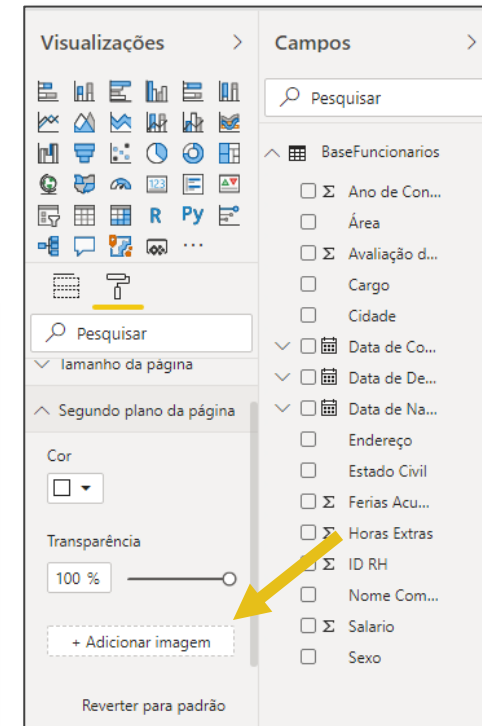 Visualizações
Campos
Pesquisar
BaseFuncionarios
Ano de Con...
Área
Avaliação d...
Cargo
Cidade
Data de Co...
Data de De...
Data de Na...
Endereço
Estado Civil
Ferias Acu...
Horas Extras
ID RH
Nome Com...
Salario
Sexo
123
R
Py
Pesquisar
Tamanho da página
Segundo plano da página
Cor
Transparência
100 %
+ Adicionar imagem
Reverter para padrão